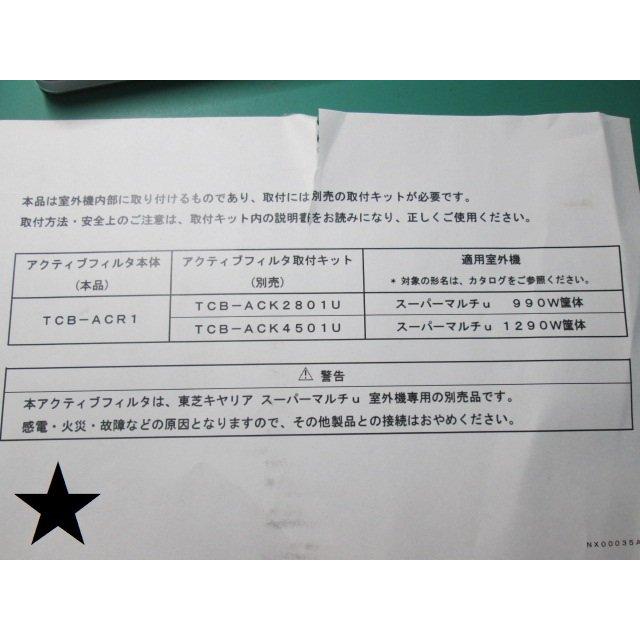 本品は室外機内部に取り付けるものであり、取付には別売の取付キットが必要です。
取付方法・安全上のご注意は、取付キット内の説明書をお読みになり、正しくご使用ください。
アクティブフィルタ本体 アクティブフィルタ取付キット 適用室外機
(本品) (別売) * 対象の形名は、カタログをご参照ください。
TCB-ACR1 TCB-ACK2801U スーパーマルチu 990W筐体
TCB-ACK4501U スーパーマルチu 1290W筐体
⚠ 警告
本アクティブフィルタは、東芝キヤリア スーパーマルチu 室外機専用の別売品です。
感電・火災・故障などの原因となりますので、その他製品との接続はおやめください。
NX00035A